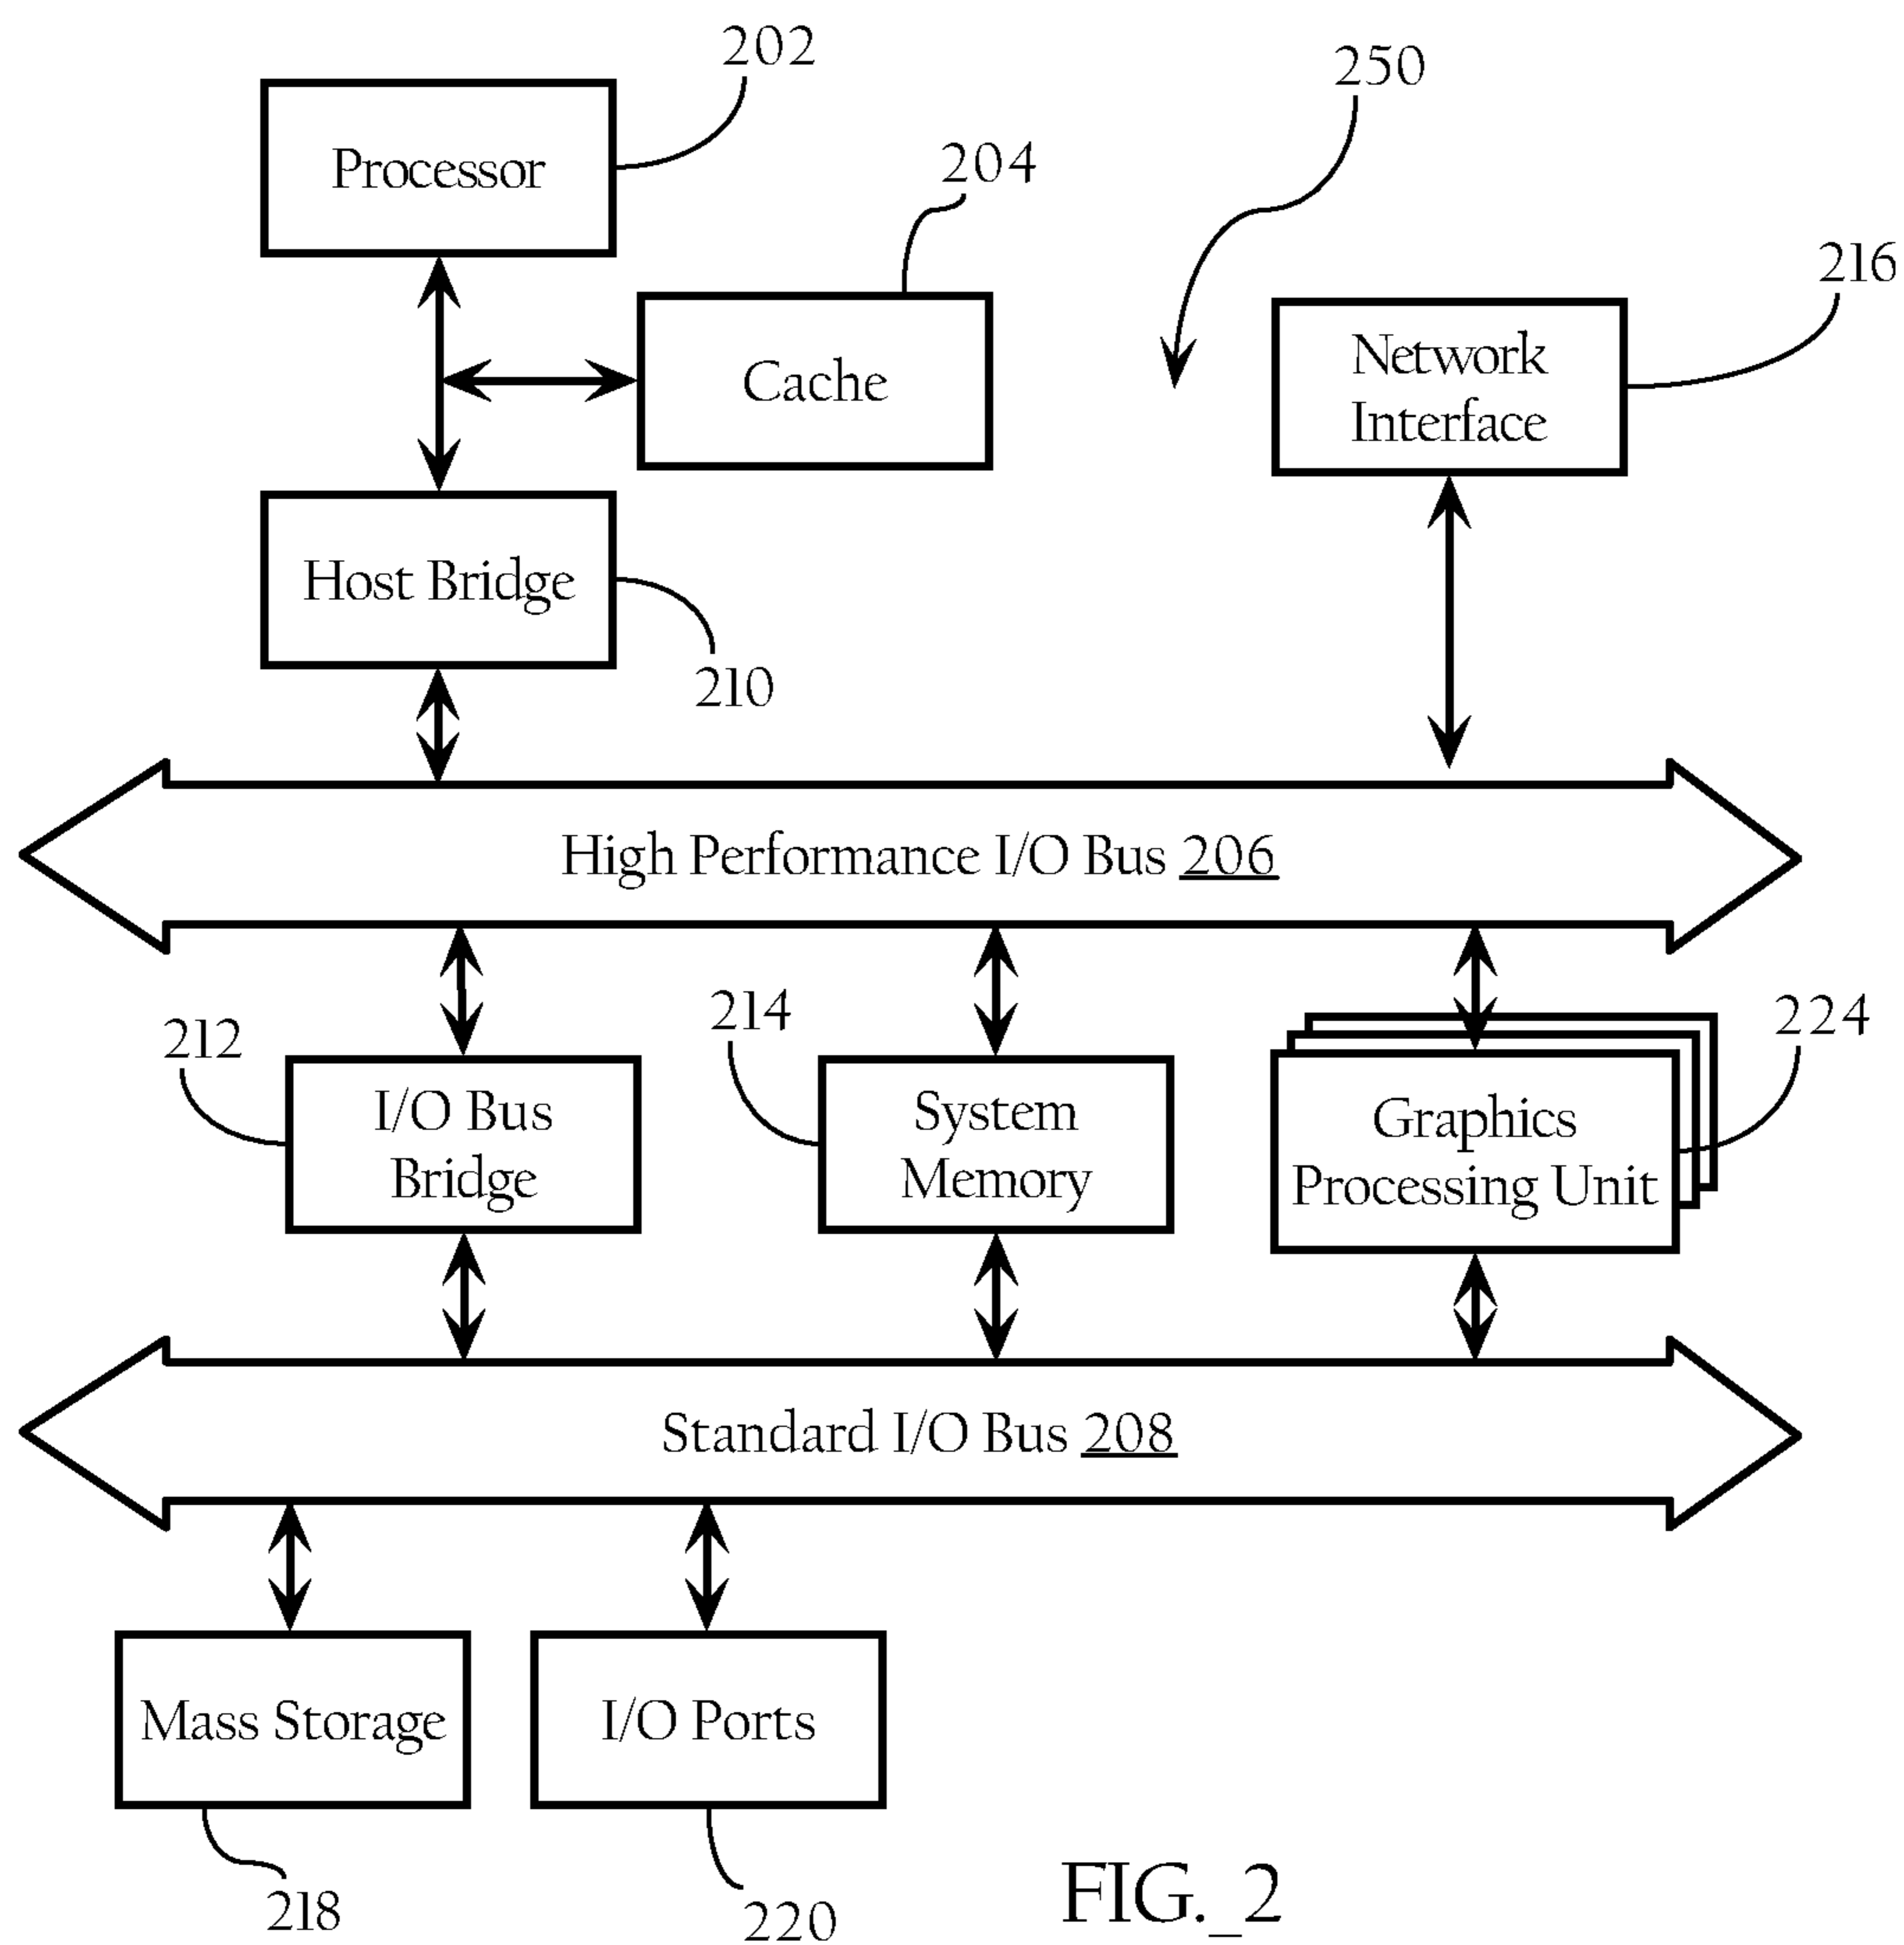 202
250
Processor
204
216
Cache
Network
Interface
Host Bridge
210
High Performance I/O Bus 206
212
214
224
I/O Bus
Bridge
System
Memory
Graphics
Processing Unit
Standard I/O Bus 208
Mass Storage
I/O Ports
218
220
FIG._2